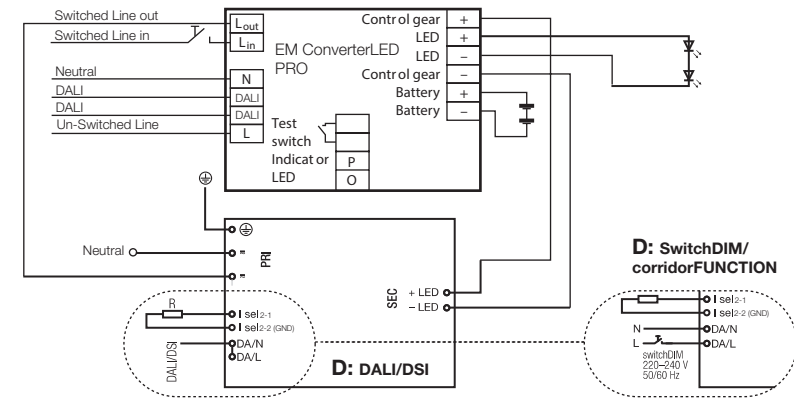 Switched Line out
Switched Line in
Neutral
DALI
DALI
Un-Switched Line
Lout
Lin
N
DALI
DALI
L
EM ConverterLED
PRO
Test
switch
Indicator
LED
P
O
Control gear +
LED +
LED –
Control gear –
Battery +
Battery –
Neutral
PRI
SEC
+ LED
– LED
R
I sel2-1
I sel2-2 (GND)
DA/N
DA/L
DALI/DSI
D: DALI/DSI
D: SwitchDIM/
corridorFUNCTION
I sel2-1
I sel2-2 (GND)
N
DA/N
L
DA/L
switchDIM
220–240 V
50/60 Hz